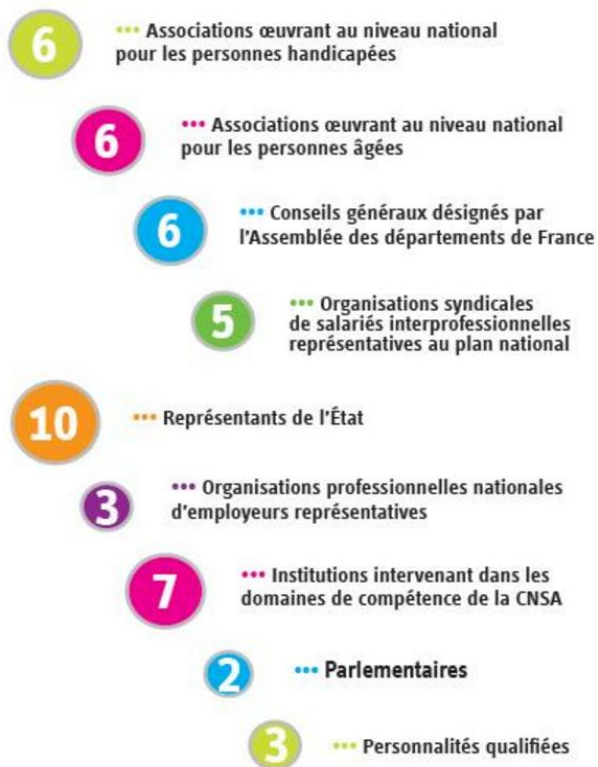 6
••• Associations œuvrant au niveau national
pour les personnes handicapées
6
••• Associations œuvrant au niveau national
pour les personnes âgées
6
••• Conseils généraux désignés par
l'Assemblée des départements de France
5
••• Organisations syndicales
de salariés interprofessionnelles
représentatives au plan national
10
••• Représentants de l'État
3
••• Organisations professionnelles nationales
d'employeurs représentatives
7
••• Institutions intervenant dans les
domaines de compétence de la CNSA
2
••• Parlementaires
3
••• Personnalités qualifiées